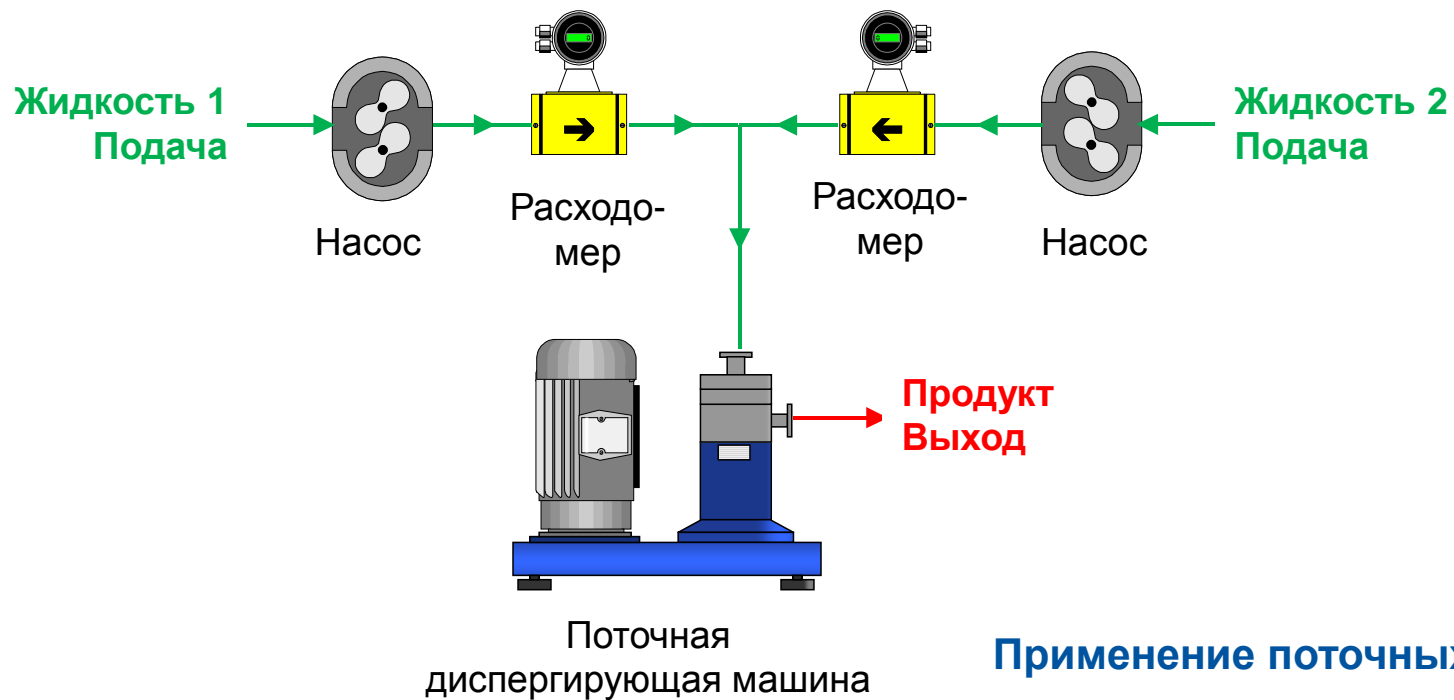 Жидкость 1
Подача
Насос
Расходо-
мер
Расходо-
мер
Насос
Жидкость 2
Подача
Продукт
Выход
Поточная
диспергирующая машина
Применение поточных